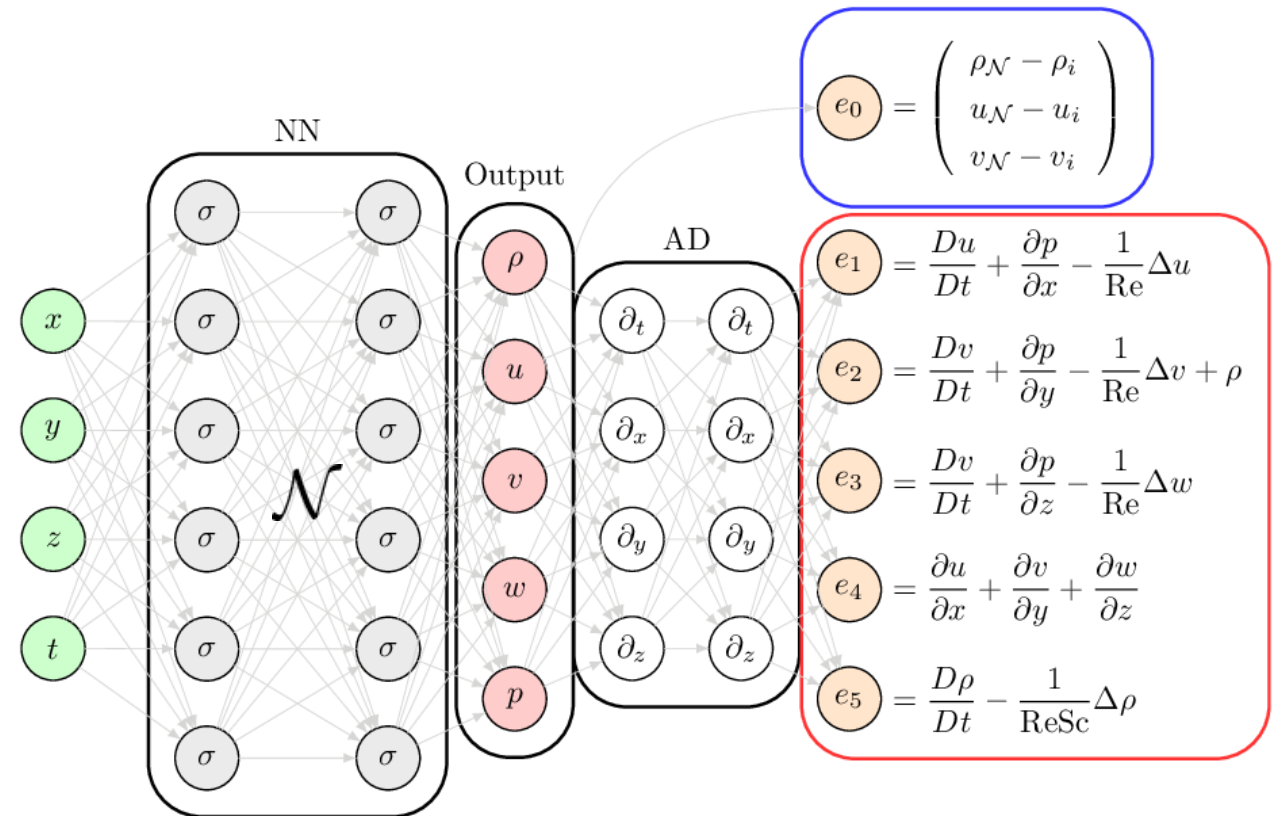 NN
Output
AD
x
y
z
t
σ σ
σ σ
σ σ
σ σ
σ σ
σ σ
𝒩
ρ
u
v
w
p
∂t ∂t
∂x ∂x
∂y ∂y
∂z ∂z
e0 = ( ρ𝒩 − ρi
u𝒩 − ui
v𝒩 − vi )
e1 = Du/Dt + ∂p/∂x − 1/Re Δu
e2 = Dv/Dt + ∂p/∂y − 1/Re Δv + ρ
e3 = Dv/Dt + ∂p/∂z − 1/Re Δw
e4 = ∂u/∂x + ∂v/∂y + ∂w/∂z
e5 = Dρ/Dt − 1/ReSc Δρ